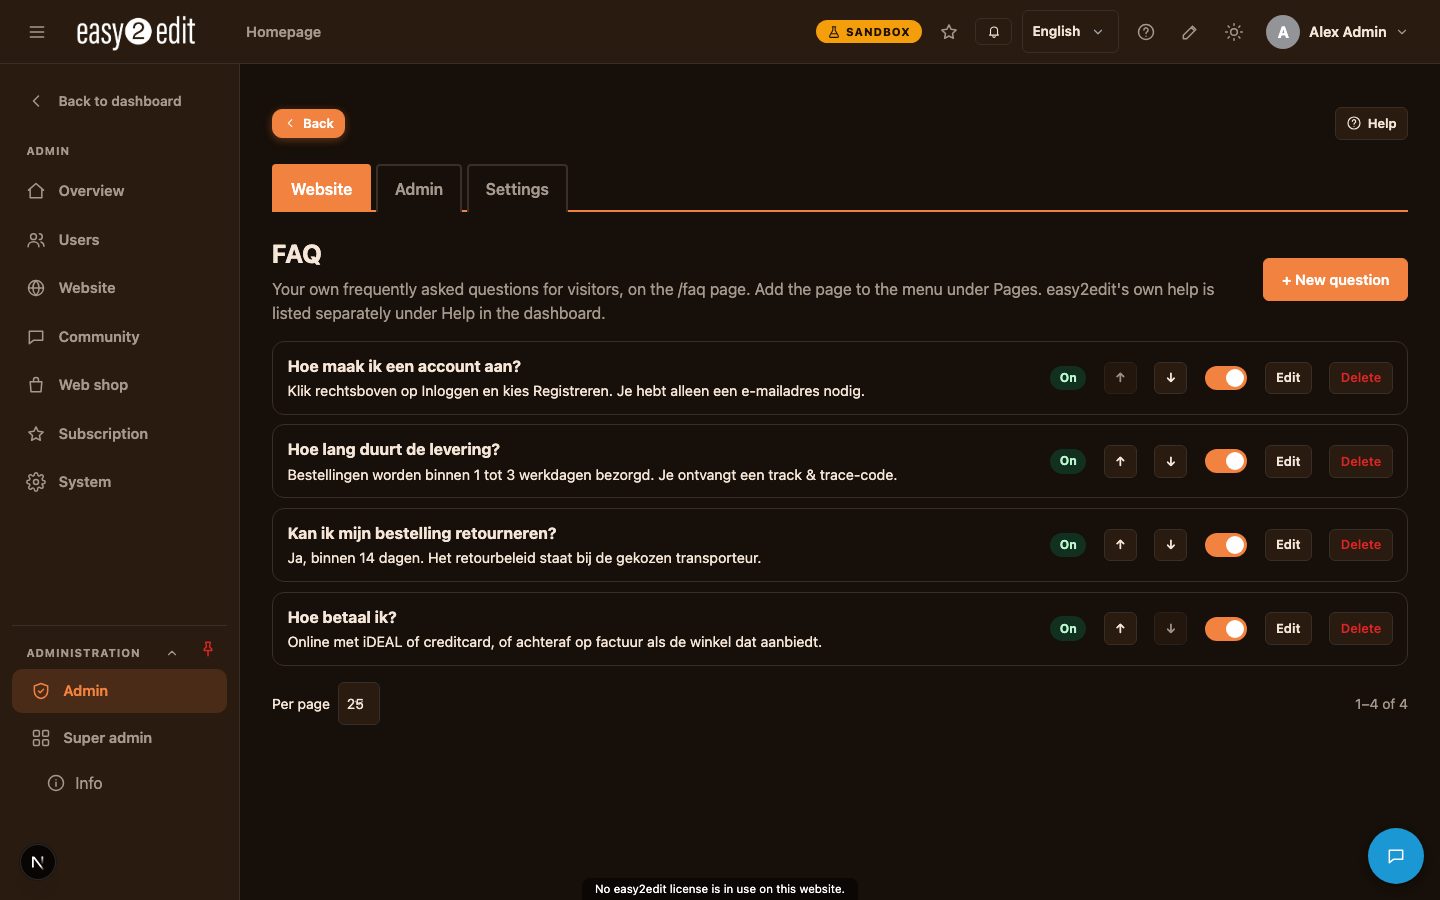 easy2edit
Homepage
SANDBOX
English
A
Alex Admin
Back to dashboard
ADMIN
Overview
Users
Website
Community
Web shop
Subscription
System
ADMINISTRATION
Admin
Super admin
Info
N
Back
Help
Website
Admin
Settings
FAQ
Your own frequently asked questions for visitors, on the /faq page. Add the page to the menu under Pages. easy2edit's own help is
listed separately under Help in the dashboard.
+ New question
Hoe maak ik een account aan?
Klik rechtsboven op Inloggen en kies Registreren. Je hebt alleen een e-mailadres nodig.
On
Edit
Delete
Hoe lang duurt de levering?
Bestellingen worden binnen 1 tot 3 werkdagen bezorgd. Je ontvangt een track & trace-code.
On
Edit
Delete
Kan ik mijn bestelling retourneren?
Ja, binnen 14 dagen. Het retourbeleid staat bij de gekozen transporteur.
On
Edit
Delete
Hoe betaal ik?
Online met iDEAL of creditcard, of achteraf op factuur als de winkel dat aanbiedt.
On
Edit
Delete
Per page 25
1–4 of 4
No easy2edit license is in use on this website.